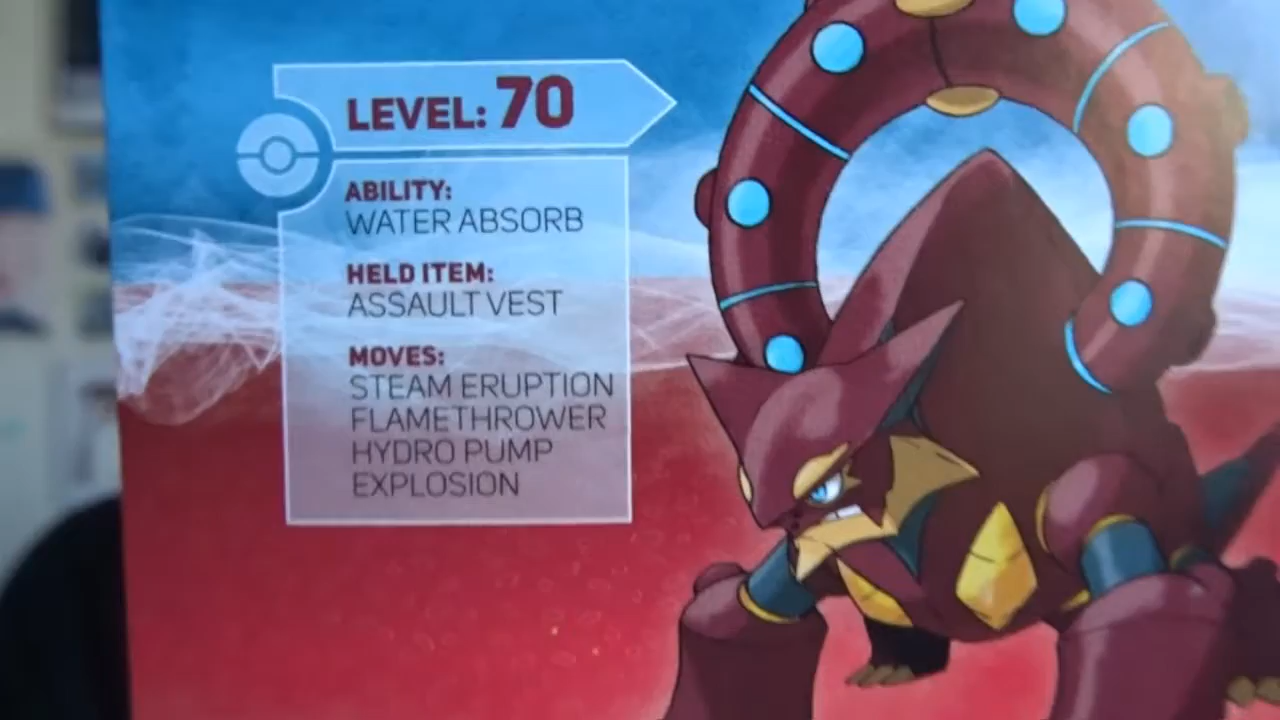 LEVEL: 70
ABILITY:
WATER ABSORB
HELD ITEM:
ASSAULT VEST
MOVES:
STEAM ERUPTION
FLAMETHROWER
HYDRO PUMP
EXPLOSION